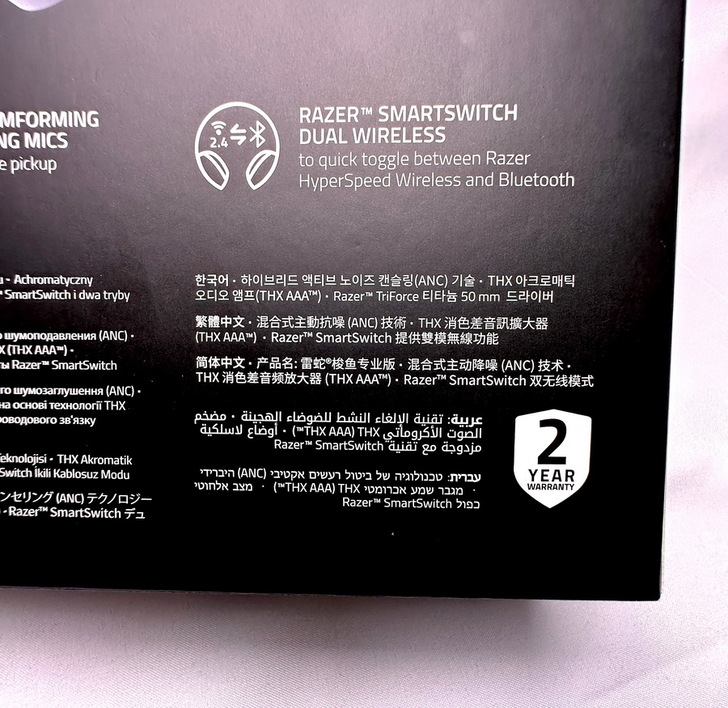 MFORMING
NG MICS
e pickup
2.4
RAZER™ SMARTSWITCH
DUAL WIRELESS
to quick toggle between Razer
HyperSpeed Wireless and Bluetooth
- Achromatyczny
SmartSwitch i dwa tryby
шумоподавления (ANC) •
X (THX AAA™) •
ы Razer™ SmartSwitch
го шумозаглушення (ANC) •
на основі технології THX
оводового зв'язку
eknolojisi • THX Akromatik
Switch İkili Kablosuz Modu
ンセリング (ANC) テクノロジー
• Razer™ SmartSwitch デュ
한국어 • 하이브리드 액티브 노이즈 캔슬링(ANC) 기술 • THX 아크로매틱
오디오 앰프(THX AAA™) • Razer™ TriForce 티타늄 50 mm 드라이버
繁體中文 • 混合式主動抗噪 (ANC) 技術 • THX 消色差音訊擴大器
(THX AAA™) • Razer™ SmartSwitch 提供雙模無線功能
简体中文 • 产品名: 雷蛇®梭鱼专业版 • 混合式主动降噪 (ANC) 技术 •
THX 消色差音频放大器 (THX AAA™) • Razer™ SmartSwitch 双无线模式
عربية: تقنية الإلغاء النشط للضوضاء الهجينة • مضخم
الصوت الأكروماتي THX (THX AAA™) • أوضاع لاسلكية
مزدوجة مع تقنية Razer™ SmartSwitch
עברית: טכנולוגיה של ביטול רעשים אקטיבי (ANC) היברידי
• מגבר שמע אכרומטי THX (THX AAA™) • מצב אלחוטי
כפול Razer™ SmartSwitch
2
YEAR
WARRANTY